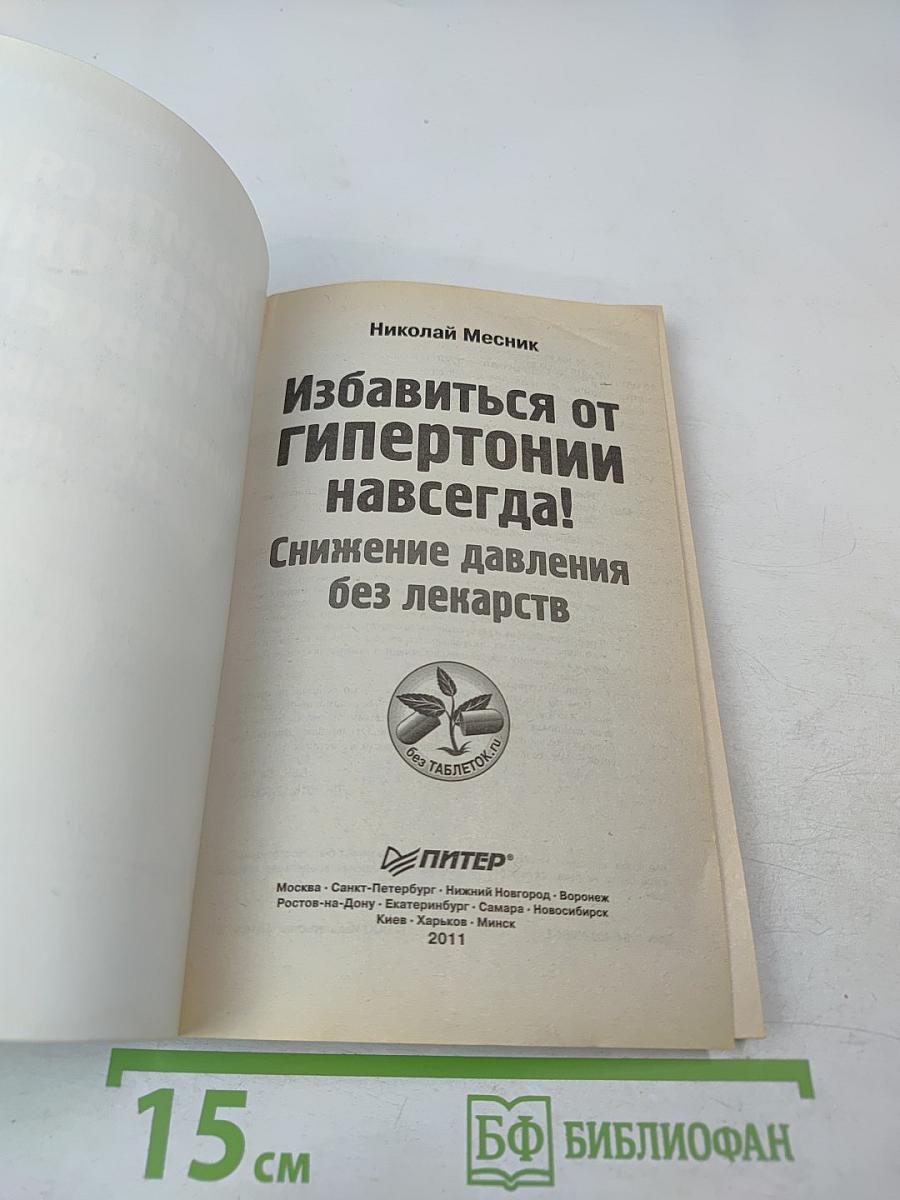 Николай Месник
Избавиться от
гипертонии
навсегда!
Снижение давления
без лекарств
без ТАБЛЕТОК.ru
ПИТЕР®
Москва · Санкт-Петербург · Нижний Новгород · Воронеж
Ростов-на-Дону · Екатеринбург · Самара · Новосибирск
Киев · Харьков · Минск
2011
15 см
БФ БИБЛИОФАН